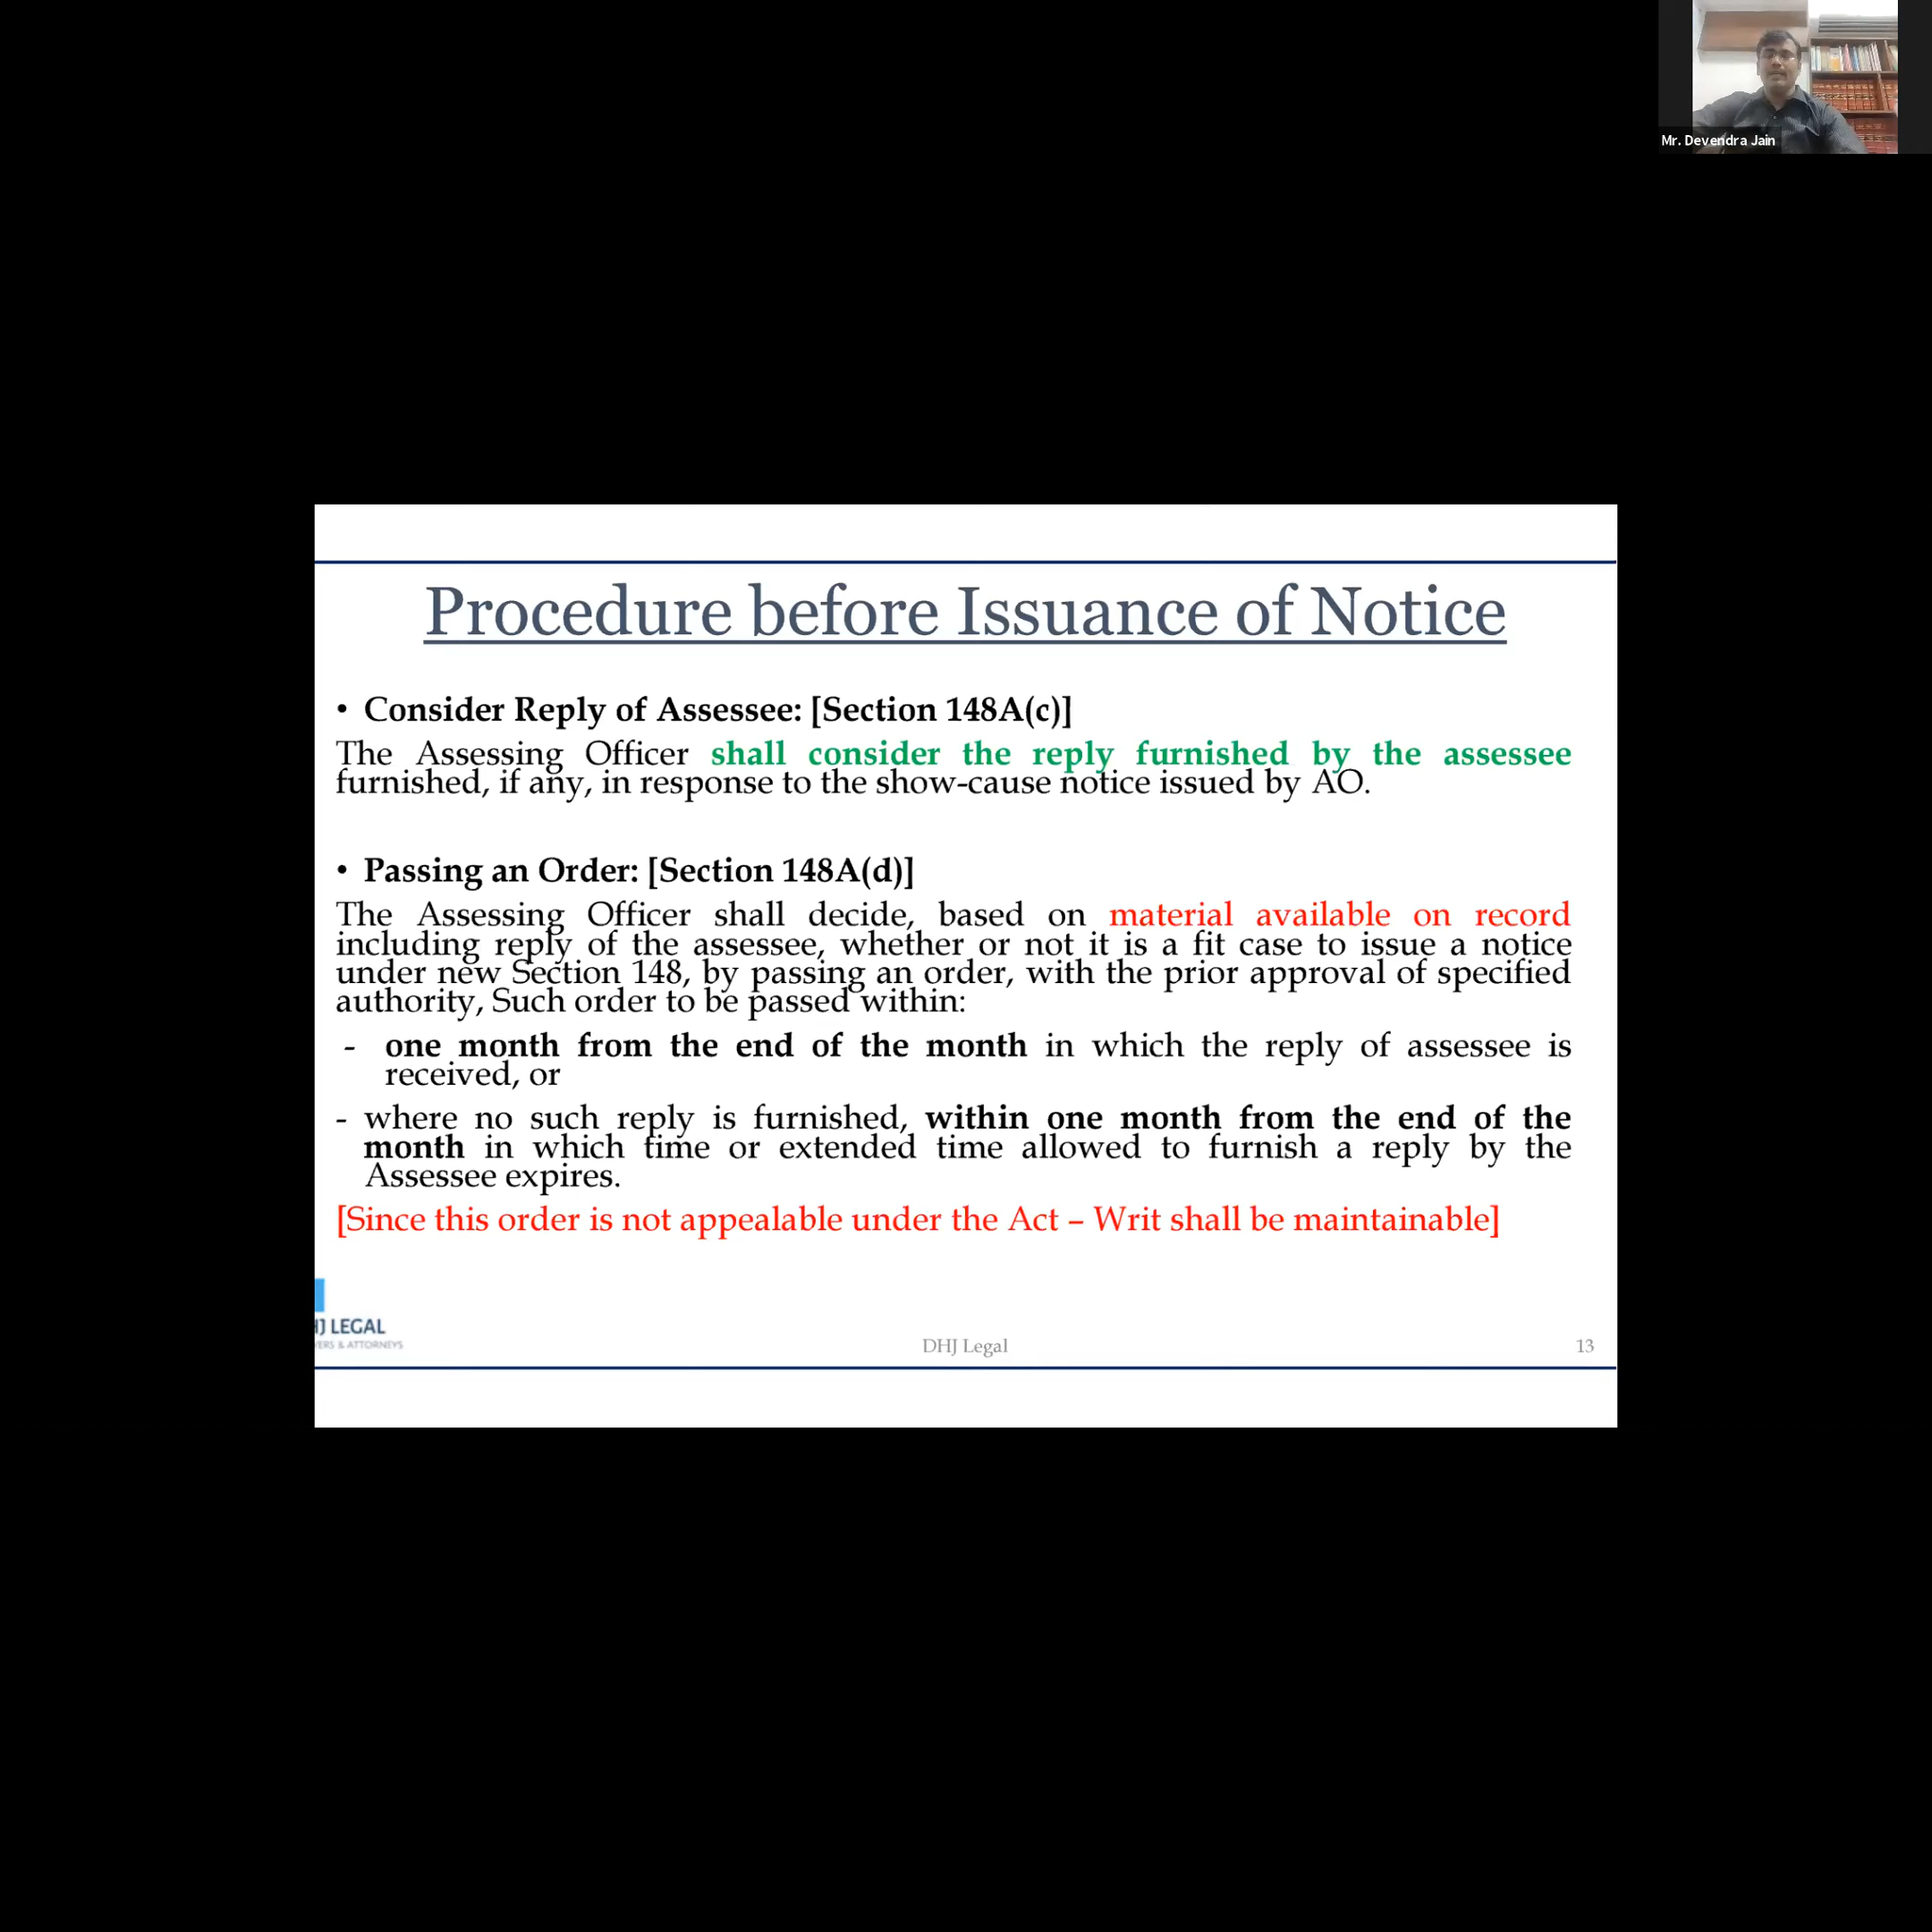 Mr. Devendra Jain
Procedure before Issuance of Notice
• Consider Reply of Assessee: [Section 148A(c)]
The Assessing Officer shall consider the reply furnished by the assessee
furnished, if any, in response to the show-cause notice issued by AO.
• Passing an Order: [Section 148A(d)]
The Assessing Officer shall decide, based on material available on record
including reply of the assessee, whether or not it is a fit case to issue a notice
under new Section 148, by passing an order, with the prior approval of specified
authority, Such order to be passed within:
- one month from the end of the month in which the reply of assessee is
received, or
- where no such reply is furnished, within one month from the end of the
month in which time or extended time allowed to furnish a reply by the
Assessee expires.
[Since this order is not appealable under the Act – Writ shall be maintainable]
LEGAL
& ATTORNEYS
DHJ Legal
13